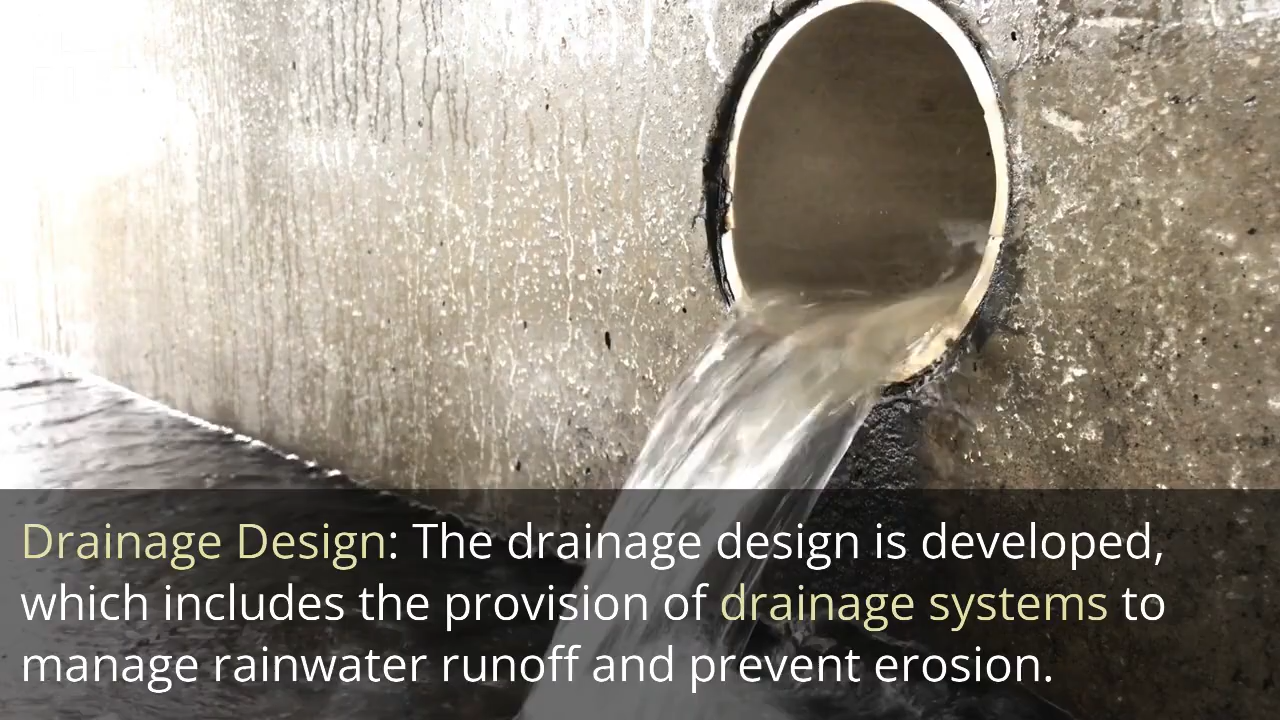 Drainage Design: The drainage design is developed,
which includes the provision of drainage systems to
manage rainwater runoff and prevent erosion.